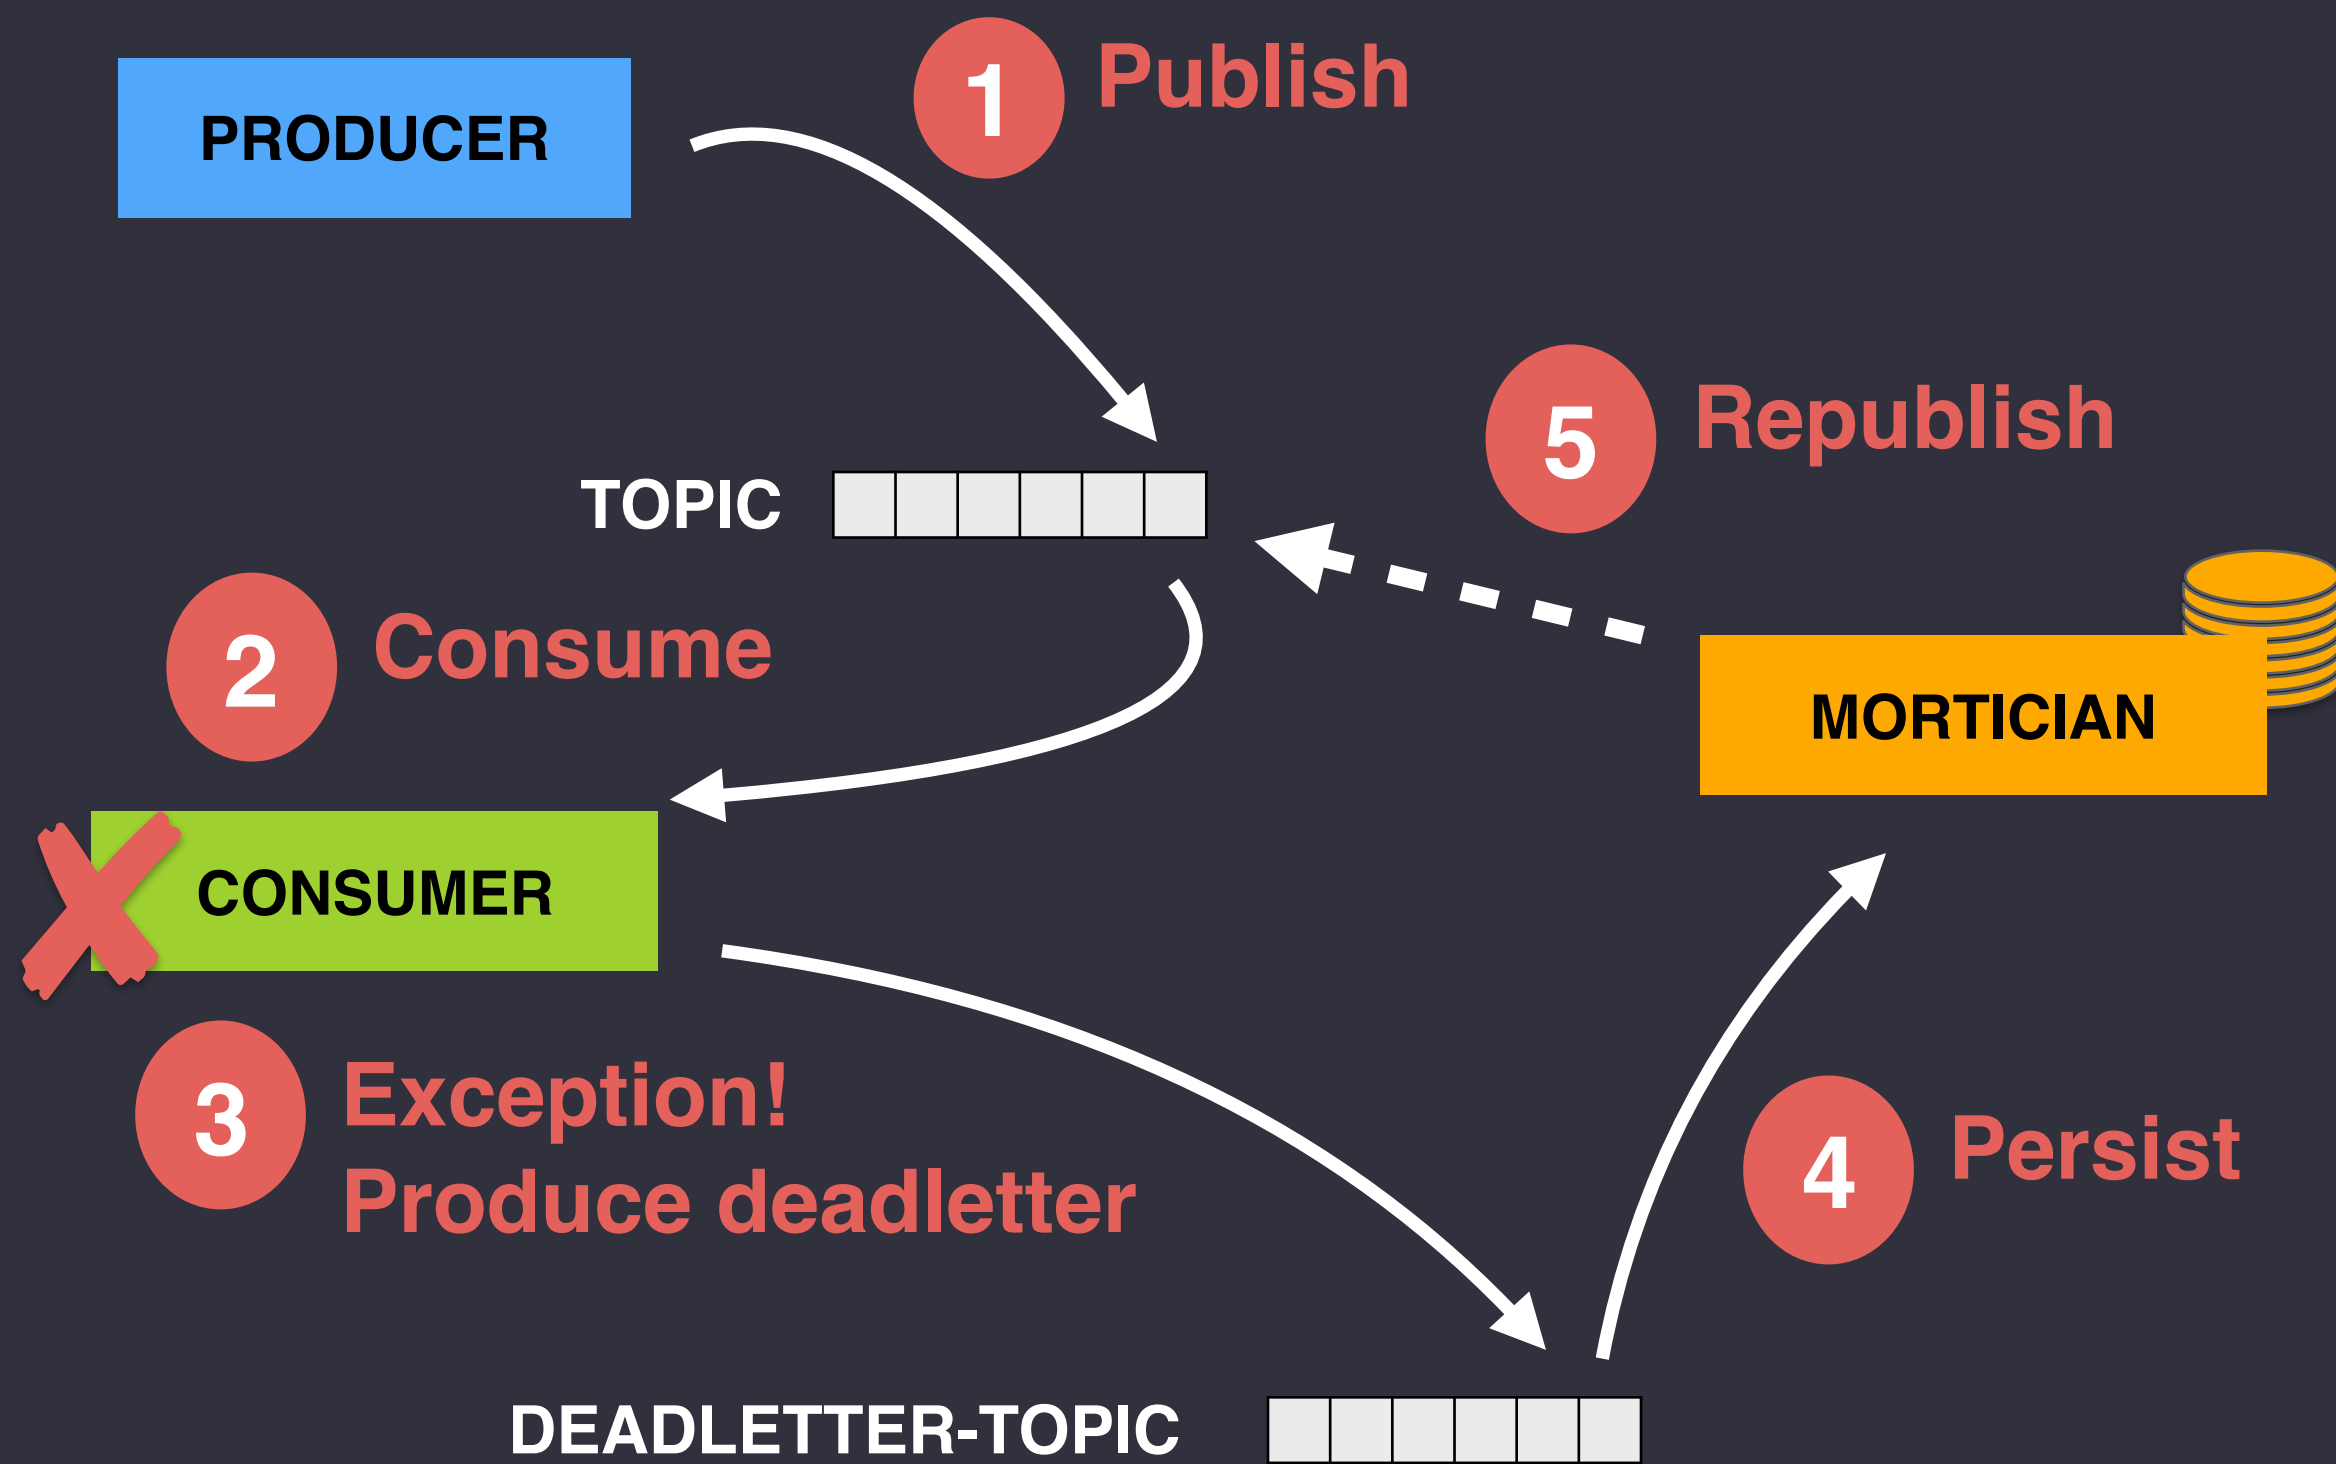 PRODUCER
1
Publish
TOPIC
5
Republish
2
Consume
MORTICIAN
CONSUMER
3
Exception!
Produce deadletter
4
Persist
DEADLETTER-TOPIC